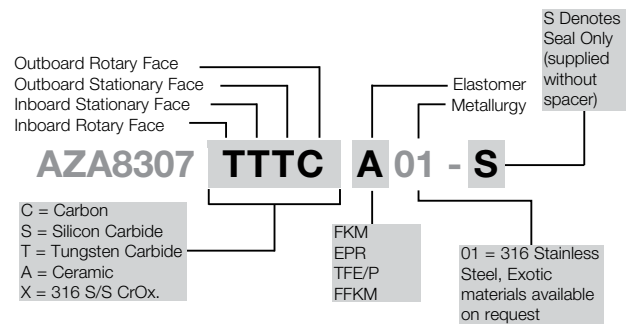 S Denotes
Seal Only
(supplied
without
spacer)
Outboard Rotary Face
Outboard Stationary Face
Inboard Stationary Face
Inboard Rotary Face
Elastomer
Metallurgy
AZA8307 TTTC A 01 - S
C = Carbon
S = Silicon Carbide
T = Tungsten Carbide
A = Ceramic
X = 316 S/S CrOx.
FKM
EPR
TFE/P
FFKM
01 = 316 Stainless
Steel, Exotic
materials available
on request